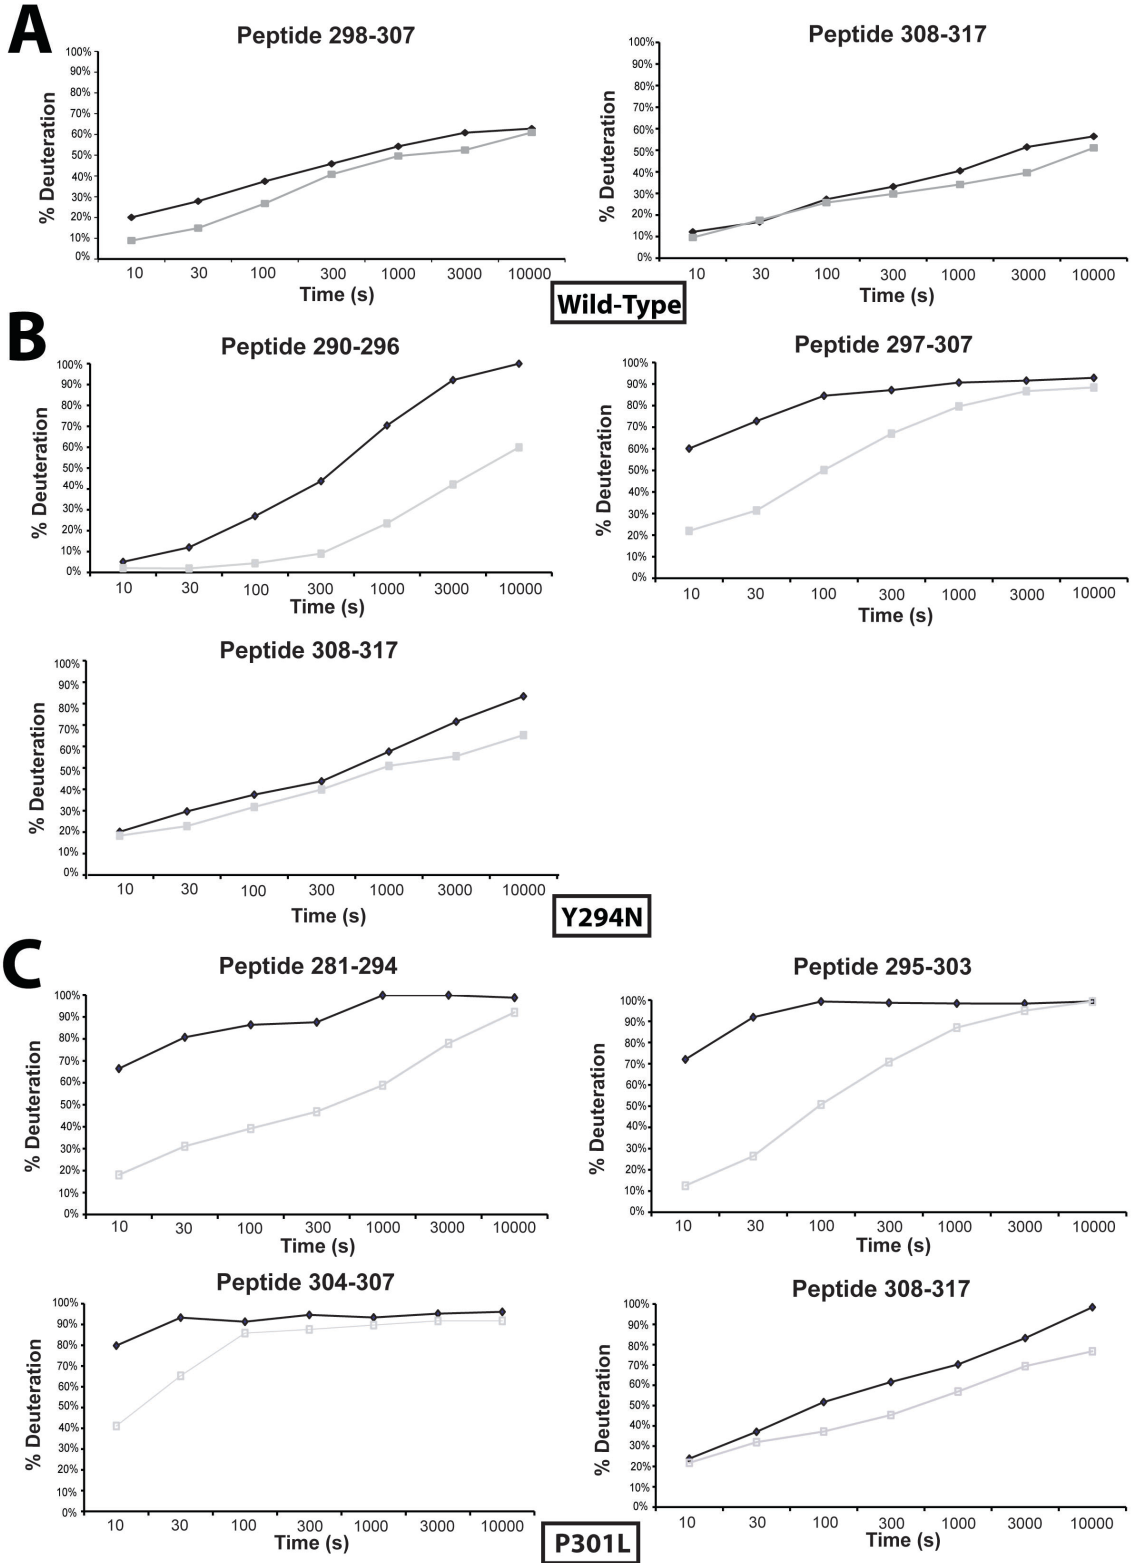 A
Peptide 298-307
100%
90%
80%
70%
60%
50%
40%
30%
20%
10%
0%
% Deuteration
10 30 100 300 1000 3000 10000
Time (s)
Peptide 308-317
100%
90%
80%
70%
60%
50%
40%
30%
20%
10%
0%
% Deuteration
10 30 100 300 1000 3000 10000
Time (s)
Wild-Type
B
Peptide 290-296
100%
90%
80%
70%
60%
50%
40%
30%
20%
10%
0%
% Deuteration
10 30 100 300 1000 3000 10000
Time (s)
Peptide 297-307
100%
90%
80%
70%
60%
50%
40%
30%
20%
10%
0%
% Deuteration
10 30 100 300 1000 3000 10000
Time (s)
Peptide 308-317
100%
90%
80%
70%
60%
50%
40%
30%
20%
10%
0%
% Deuteration
10 30 100 300 1000 3000 10000
Time (s)
Y294N
C
Peptide 281-294
100%
90%
80%
70%
60%
50%
40%
30%
20%
10%
0%
% Deuteration
10 30 100 300 1000 3000 10000
Time (s)
Peptide 295-303
100%
90%
80%
70%
60%
50%
40%
30%
20%
10%
0%
% Deuteration
10 30 100 300 1000 3000 10000
Time (s)
Peptide 304-307
100%
90%
80%
70%
60%
50%
40%
30%
20%
10%
0%
% Deuteration
10 30 100 300 1000 3000 10000
Time (s)
Peptide 308-317
100%
90%
80%
70%
60%
50%
40%
30%
20%
10%
0%
% Deuteration
10 30 100 300 1000 3000 10000
Time (s)
P301L